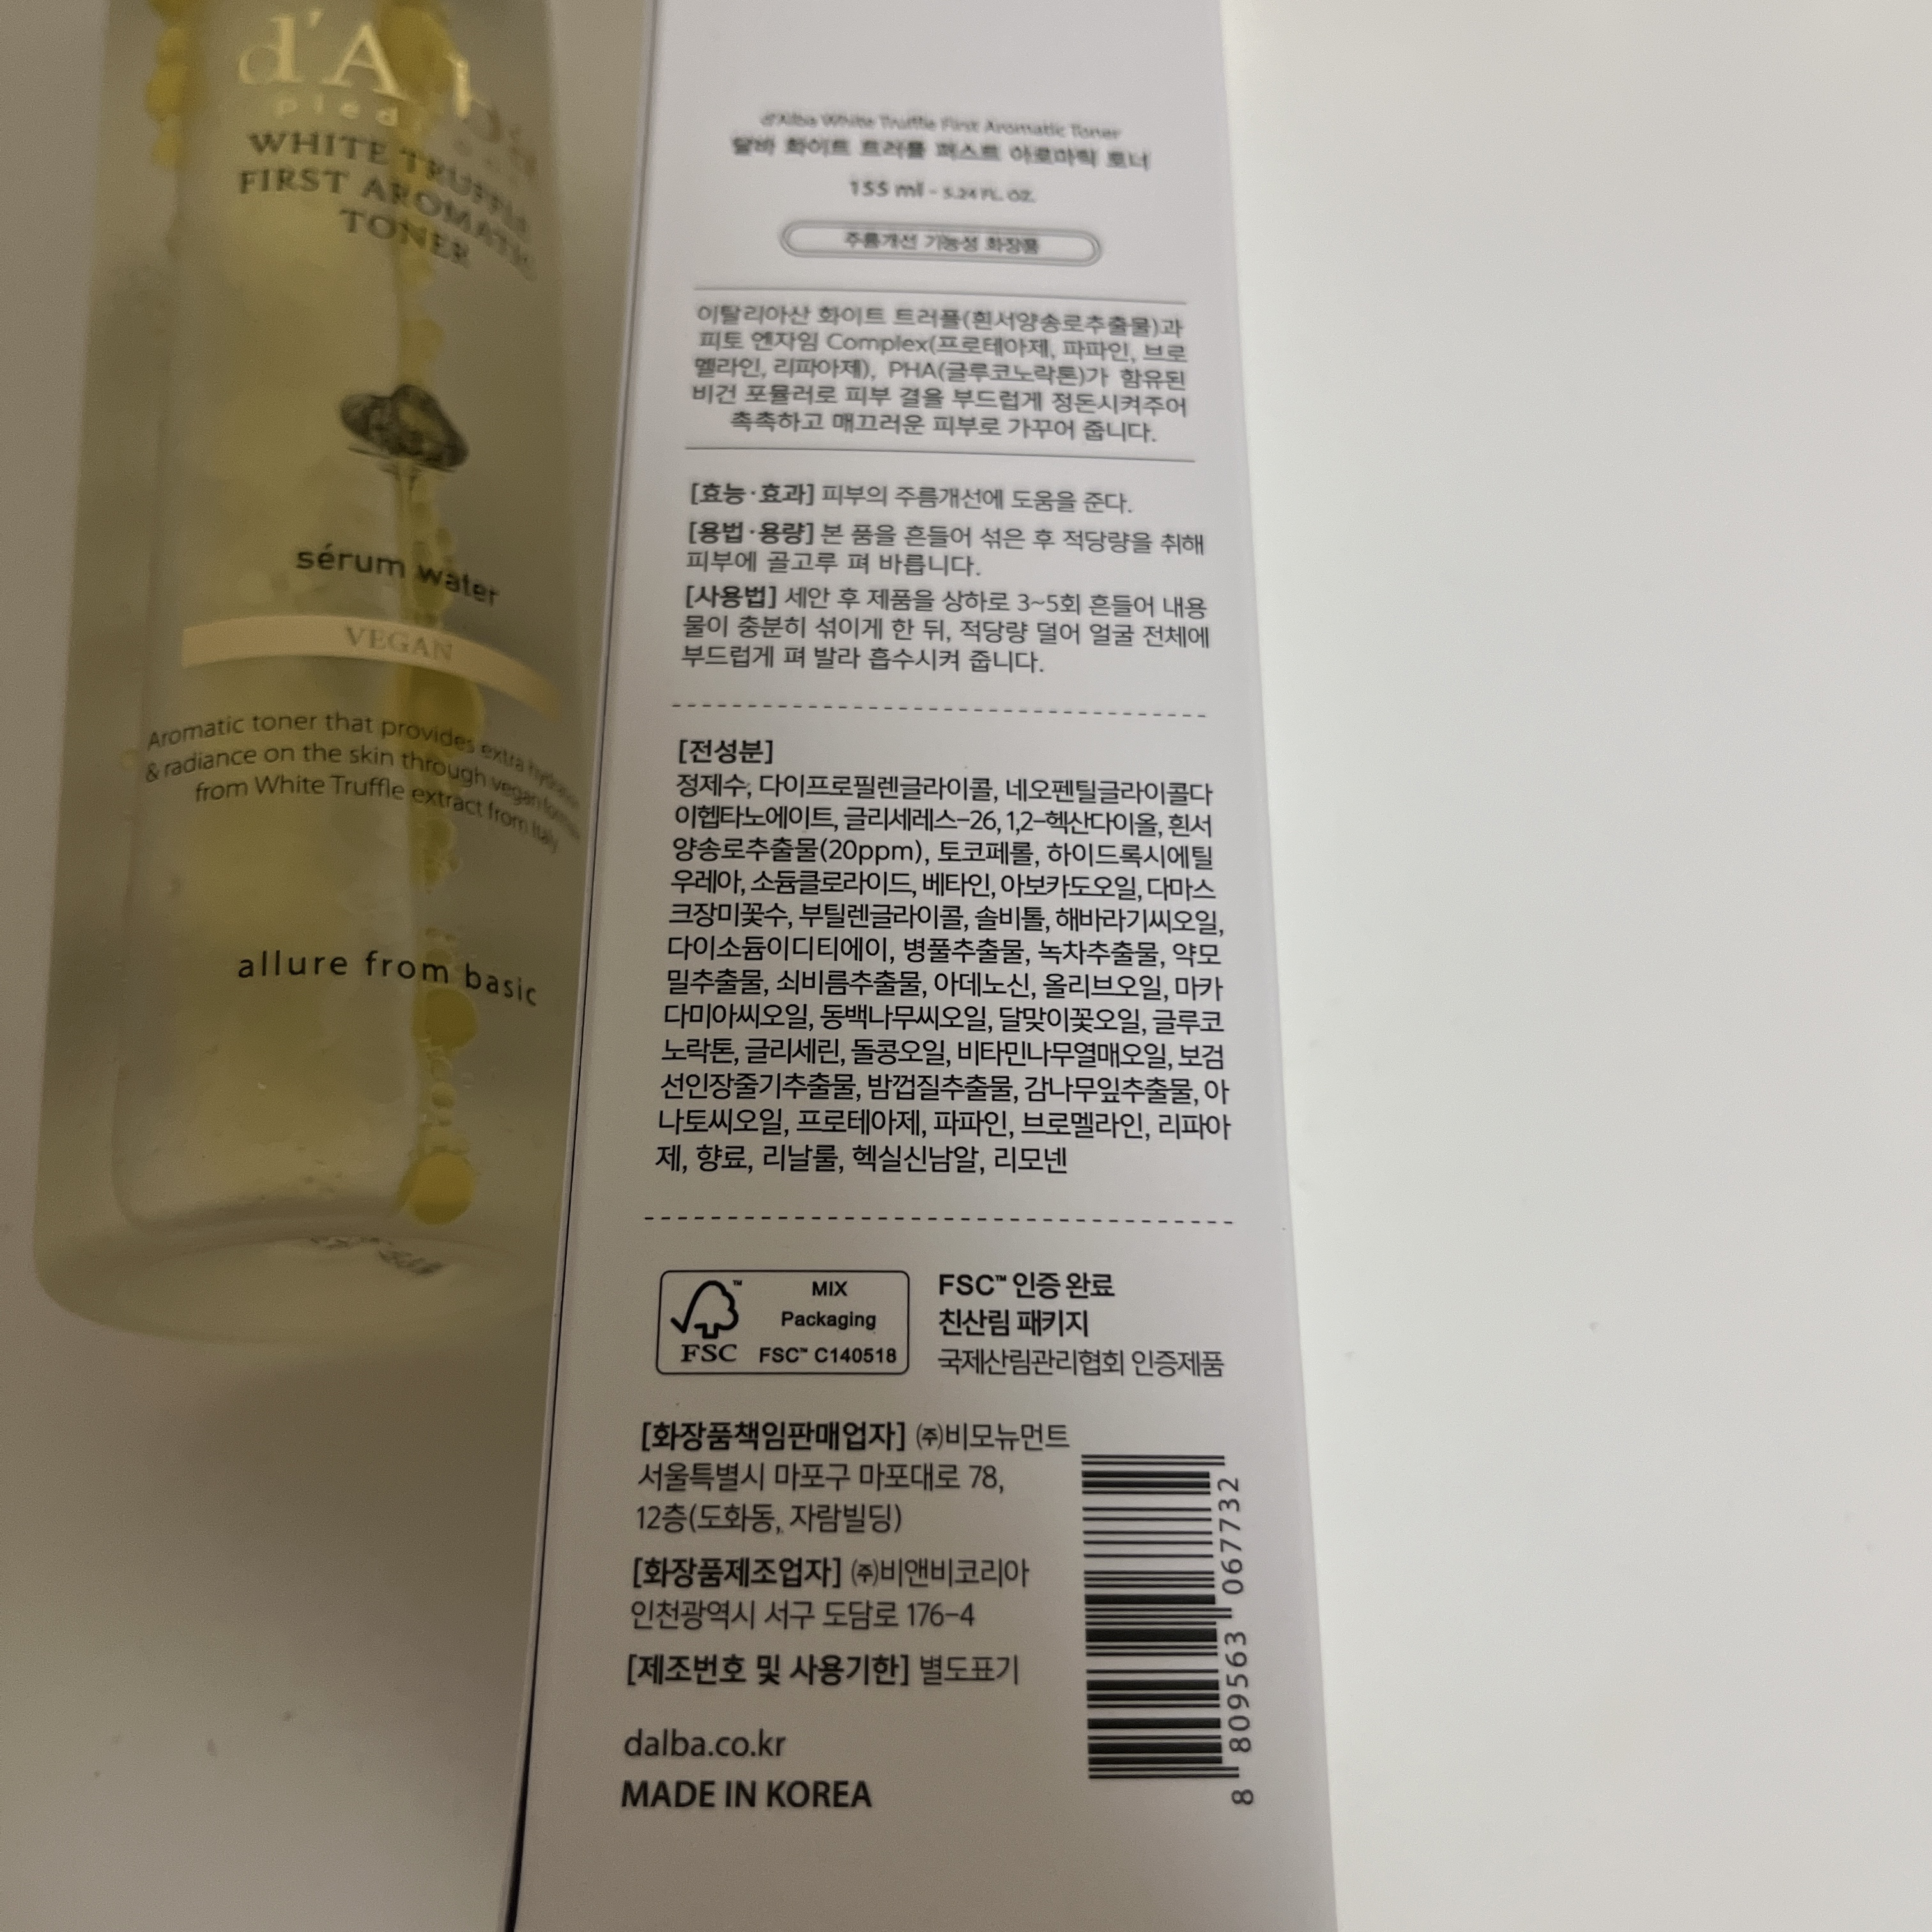 d'Alba
piedmont
WHITE TRUFFLE
FIRST AROMATIC
TONER
sérum water
VEGAN
Aromatic toner that provides extra hydration
& radiance on the skin through vegan formula
from White Truffle extract from Italy
allure from basic
d'Alba White Truffle First Aromatic Toner
달바 화이트 트러플 퍼스트 아로마틱 토너
155 ml - 5.24 FL. OZ.
주름개선 기능성 화장품
이탈리아산 화이트 트러플(흰서양송로추출물)과
피토 엔자임 Complex(프로테아제, 파파인, 브로
멜라인, 리파아제), PHA(글루코노락톤)가 함유된
비건 포뮬러로 피부 결을 부드럽게 정돈시켜주어
촉촉하고 매끄러운 피부로 가꾸어 줍니다.
[효능·효과] 피부의 주름개선에 도움을 준다.
[용법·용량] 본 품을 흔들어 섞은 후 적당량을 취해
피부에 골고루 펴 바릅니다.
[사용법] 세안 후 제품을 상하로 3~5회 흔들어 내용
물이 충분히 섞이게 한 뒤, 적당량 덜어 얼굴 전체에
부드럽게 펴 발라 흡수시켜 줍니다.
[전성분]
정제수, 다이프로필렌글라이콜, 네오펜틸글라이콜다
이헵타노에이트, 글리세레스-26, 1,2-헥산다이올, 흰서
양송로추출물(20ppm), 토코페롤, 하이드록시에틸
우레아, 소듐클로라이드, 베타인, 아보카도오일, 다마스
크장미꽃수, 부틸렌글라이콜, 솔비톨, 해바라기씨오일,
다이소듐이디티에이, 병풀추출물, 녹차추출물, 약모
밀추출물, 쇠비름추출물, 아데노신, 올리브오일, 마카
다미아씨오일, 동백나무씨오일, 달맞이꽃오일, 글루코
노락톤, 글리세린, 돌콩오일, 비타민나무열매오일, 보검
선인장줄기추출물, 밤껍질추출물, 감나무잎추출물, 아
나토씨오일, 프로테아제, 파파인, 브로멜라인, 리파아
제, 향료, 리날룰, 헥실신남알, 리모넨
MIX
Packaging
FSC FSC™ C140518
FSC™ 인증 완료
친산림 패키지
국제산림관리협회 인증제품
[화장품책임판매업자] ㈜비모뉴먼트
서울특별시 마포구 마포대로 78,
12층(도화동, 자람빌딩)
[화장품제조업자] ㈜비앤비코리아
인천광역시 서구 도담로 176-4
[제조번호 및 사용기한] 별도표기
dalba.co.kr
MADE IN KOREA
8 809563 067732